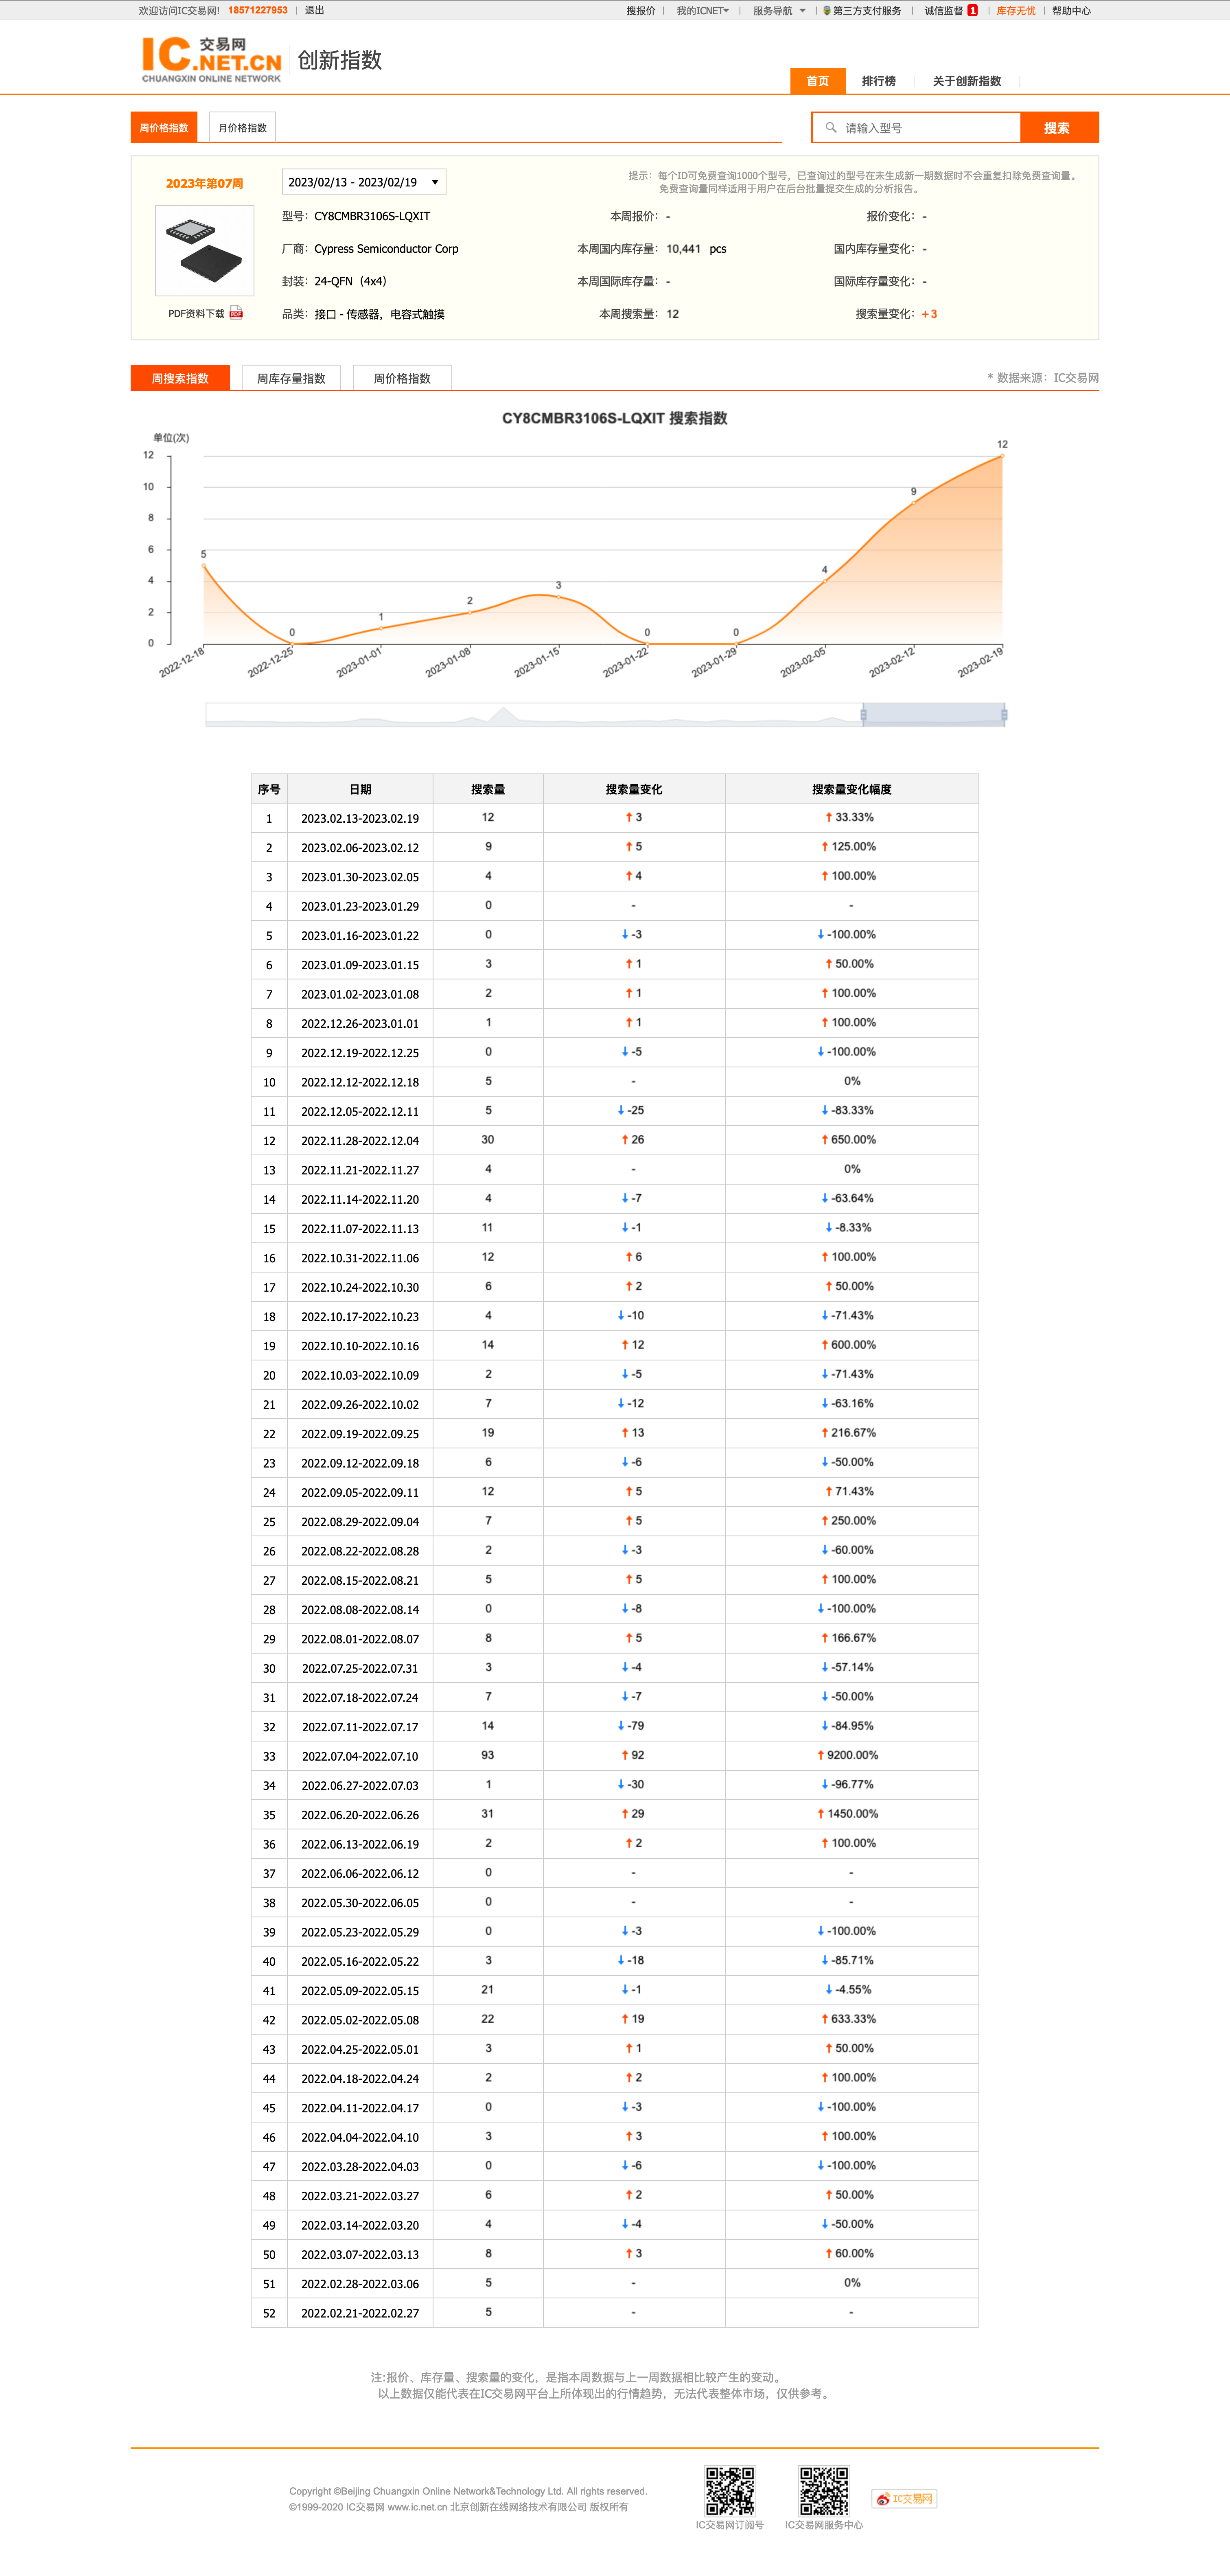 欢迎访问IC交易网! 18571227953 | 退出 搜报价 | 我的ICNET | 服务导航 | 第三方支付服务 | 诚信监督 1 | 库存无忧 | 帮助中心
IC 交易网
.NET.CN
CHUANGXIN ONLINE NETWORK
创新指数
首页 排行榜 关于创新指数
周价格指数 月价格指数 请输入型号 搜索
2023年第07周 2023/02/13 - 2023/02/19
提示：每个ID可免费查询1000个型号，已查询过的型号在未生成新一期数据时不会重复扣除免费查询量。
免费查询量同样适用于用户在后台批量提交生成的分析报告。
型号：CY8CMBR3106S-LQXIT 本周报价：- 报价变化：-
厂商：Cypress Semiconductor Corp 本周国内库存量：10,441 pcs 国内库存量变化：-
封装：24-QFN（4x4） 本周国际库存量：- 国际库存量变化：-
PDF资料下载 PDF
品类：接口 - 传感器，电容式触摸 本周搜索量：12 搜索量变化：+3
周搜索指数 周库存量指数 周价格指数 * 数据来源：IC交易网
CY8CMBR3106S-LQXIT 搜索指数
单位(次)
12
10
8
6
4
2
0
5 0 1 2 3 0 0 4 9 12
2022-12-18 2022-12-25 2023-01-01 2023-01-08 2023-01-15 2023-01-22 2023-01-29 2023-02-05 2023-02-12 2023-02-19
序号 日期 搜索量 搜索量变化 搜索量变化幅度
1 2023.02.13-2023.02.19 12 ↑ 3 ↑ 33.33%
2 2023.02.06-2023.02.12 9 ↑ 5 ↑ 125.00%
3 2023.01.30-2023.02.05 4 ↑ 4 ↑ 100.00%
4 2023.01.23-2023.01.29 0 - -
5 2023.01.16-2023.01.22 0 ↓ -3 ↓ -100.00%
6 2023.01.09-2023.01.15 3 ↑ 1 ↑ 50.00%
7 2023.01.02-2023.01.08 2 ↑ 1 ↑ 100.00%
8 2022.12.26-2023.01.01 1 ↑ 1 ↑ 100.00%
9 2022.12.19-2022.12.25 0 ↓ -5 ↓ -100.00%
10 2022.12.12-2022.12.18 5 - 0%
11 2022.12.05-2022.12.11 5 ↓ -25 ↓ -83.33%
12 2022.11.28-2022.12.04 30 ↑ 26 ↑ 650.00%
13 2022.11.21-2022.11.27 4 - 0%
14 2022.11.14-2022.11.20 4 ↓ -7 ↓ -63.64%
15 2022.11.07-2022.11.13 11 ↓ -1 ↓ -8.33%
16 2022.10.31-2022.11.06 12 ↑ 6 ↑ 100.00%
17 2022.10.24-2022.10.30 6 ↑ 2 ↑ 50.00%
18 2022.10.17-2022.10.23 4 ↓ -10 ↓ -71.43%
19 2022.10.10-2022.10.16 14 ↑ 12 ↑ 600.00%
20 2022.10.03-2022.10.09 2 ↓ -5 ↓ -71.43%
21 2022.09.26-2022.10.02 7 ↓ -12 ↓ -63.16%
22 2022.09.19-2022.09.25 19 ↑ 13 ↑ 216.67%
23 2022.09.12-2022.09.18 6 ↓ -6 ↓ -50.00%
24 2022.09.05-2022.09.11 12 ↑ 5 ↑ 71.43%
25 2022.08.29-2022.09.04 7 ↑ 5 ↑ 250.00%
26 2022.08.22-2022.08.28 2 ↓ -3 ↓ -60.00%
27 2022.08.15-2022.08.21 5 ↑ 5 ↑ 100.00%
28 2022.08.08-2022.08.14 0 ↓ -8 ↓ -100.00%
29 2022.08.01-2022.08.07 8 ↑ 5 ↑ 166.67%
30 2022.07.25-2022.07.31 3 ↓ -4 ↓ -57.14%
31 2022.07.18-2022.07.24 7 ↓ -7 ↓ -50.00%
32 2022.07.11-2022.07.17 14 ↓ -79 ↓ -84.95%
33 2022.07.04-2022.07.10 93 ↑ 92 ↑ 9200.00%
34 2022.06.27-2022.07.03 1 ↓ -30 ↓ -96.77%
35 2022.06.20-2022.06.26 31 ↑ 29 ↑ 1450.00%
36 2022.06.13-2022.06.19 2 ↑ 2 ↑ 100.00%
37 2022.06.06-2022.06.12 0 - -
38 2022.05.30-2022.06.05 0 - -
39 2022.05.23-2022.05.29 0 ↓ -3 ↓ -100.00%
40 2022.05.16-2022.05.22 3 ↓ -18 ↓ -85.71%
41 2022.05.09-2022.05.15 21 ↓ -1 ↓ -4.55%
42 2022.05.02-2022.05.08 22 ↑ 19 ↑ 633.33%
43 2022.04.25-2022.05.01 3 ↑ 1 ↑ 50.00%
44 2022.04.18-2022.04.24 2 ↑ 2 ↑ 100.00%
45 2022.04.11-2022.04.17 0 ↓ -3 ↓ -100.00%
46 2022.04.04-2022.04.10 3 ↑ 3 ↑ 100.00%
47 2022.03.28-2022.04.03 0 ↓ -6 ↓ -100.00%
48 2022.03.21-2022.03.27 6 ↑ 2 ↑ 50.00%
49 2022.03.14-2022.03.20 4 ↓ -4 ↓ -50.00%
50 2022.03.07-2022.03.13 8 ↑ 3 ↑ 60.00%
51 2022.02.28-2022.03.06 5 - 0%
52 2022.02.21-2022.02.27 5 - -
注:报价、库存量、搜索量的变化，是指本周数据与上一周数据相比较产生的变动。
以上数据仅能代表在IC交易网平台上所体现出的行情趋势，无法代表整体市场，仅供参考。
Copyright ©Beijing Chuangxin Online Network&Technology Ltd. All rights reserved.
©1999-2020 IC交易网 www.ic.net.cn 北京创新在线网络技术有限公司 版权所有
IC交易网订阅号 IC交易网服务中心 IC交易网